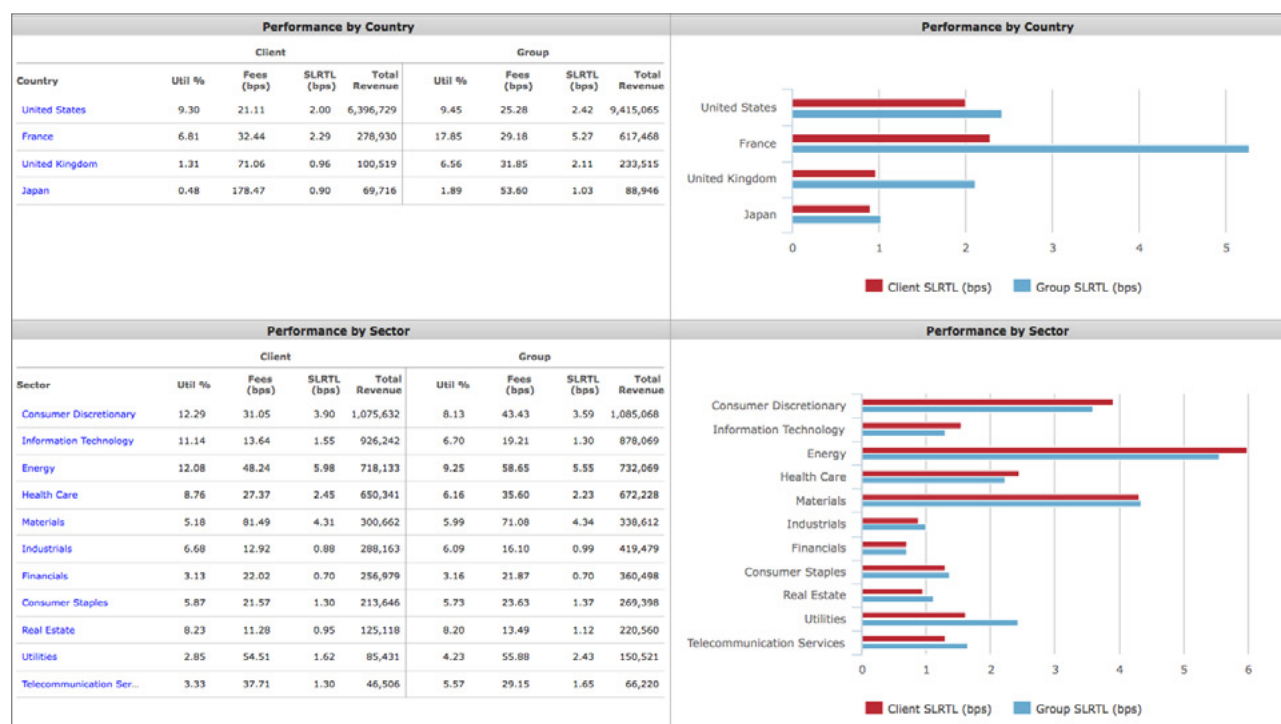 Performance by Country
Client Group
Country Util % Fees (bps) SLRTL (bps) Total Revenue Util % Fees (bps) SLRTL (bps) Total Revenue
United States 9.30 21.11 2.00 6,396,729 9.45 25.28 2.42 9,415,065
France 6.81 32.44 2.29 278,930 17.85 29.18 5.27 617,468
United Kingdom 1.31 71.06 0.96 100,519 6.56 31.85 2.11 233,515
Japan 0.48 178.47 0.90 69,716 1.89 53.60 1.03 88,946
Performance by Country
United States
France
United Kingdom
Japan
0 1 2 3 4 5
Client SLRTL (bps) Group SLRTL (bps)
Performance by Sector
Client Group
Sector Util % Fees (bps) SLRTL (bps) Total Revenue Util % Fees (bps) SLRTL (bps) Total Revenue
Consumer Discretionary 12.29 31.05 3.90 1,075,632 8.13 43.43 3.59 1,085,068
Information Technology 11.14 13.64 1.55 926,242 6.70 19.21 1.30 878,069
Energy 12.08 48.24 5.98 718,133 9.25 58.65 5.55 732,069
Health Care 8.76 27.37 2.45 650,341 6.16 35.60 2.23 672,228
Materials 5.18 81.49 4.31 300,662 5.99 71.08 4.34 338,612
Industrials 6.68 12.92 0.88 288,163 6.09 16.10 0.99 419,479
Financials 3.13 22.02 0.70 256,979 3.16 21.87 0.70 360,498
Consumer Staples 5.87 21.57 1.30 213,646 5.73 23.63 1.37 269,398
Real Estate 8.23 11.28 0.95 125,118 8.20 13.49 1.12 220,560
Utilities 2.85 54.51 1.62 85,431 4.23 55.88 2.43 150,521
Telecommunication Ser... 3.33 37.71 1.30 46,506 5.57 29.15 1.65 66,220
Performance by Sector
Consumer Discretionary
Information Technology
Energy
Health Care
Materials
Industrials
Financials
Consumer Staples
Real Estate
Utilities
Telecommunication Services
0 1 2 3 4 5 6
Client SLRTL (bps) Group SLRTL (bps)